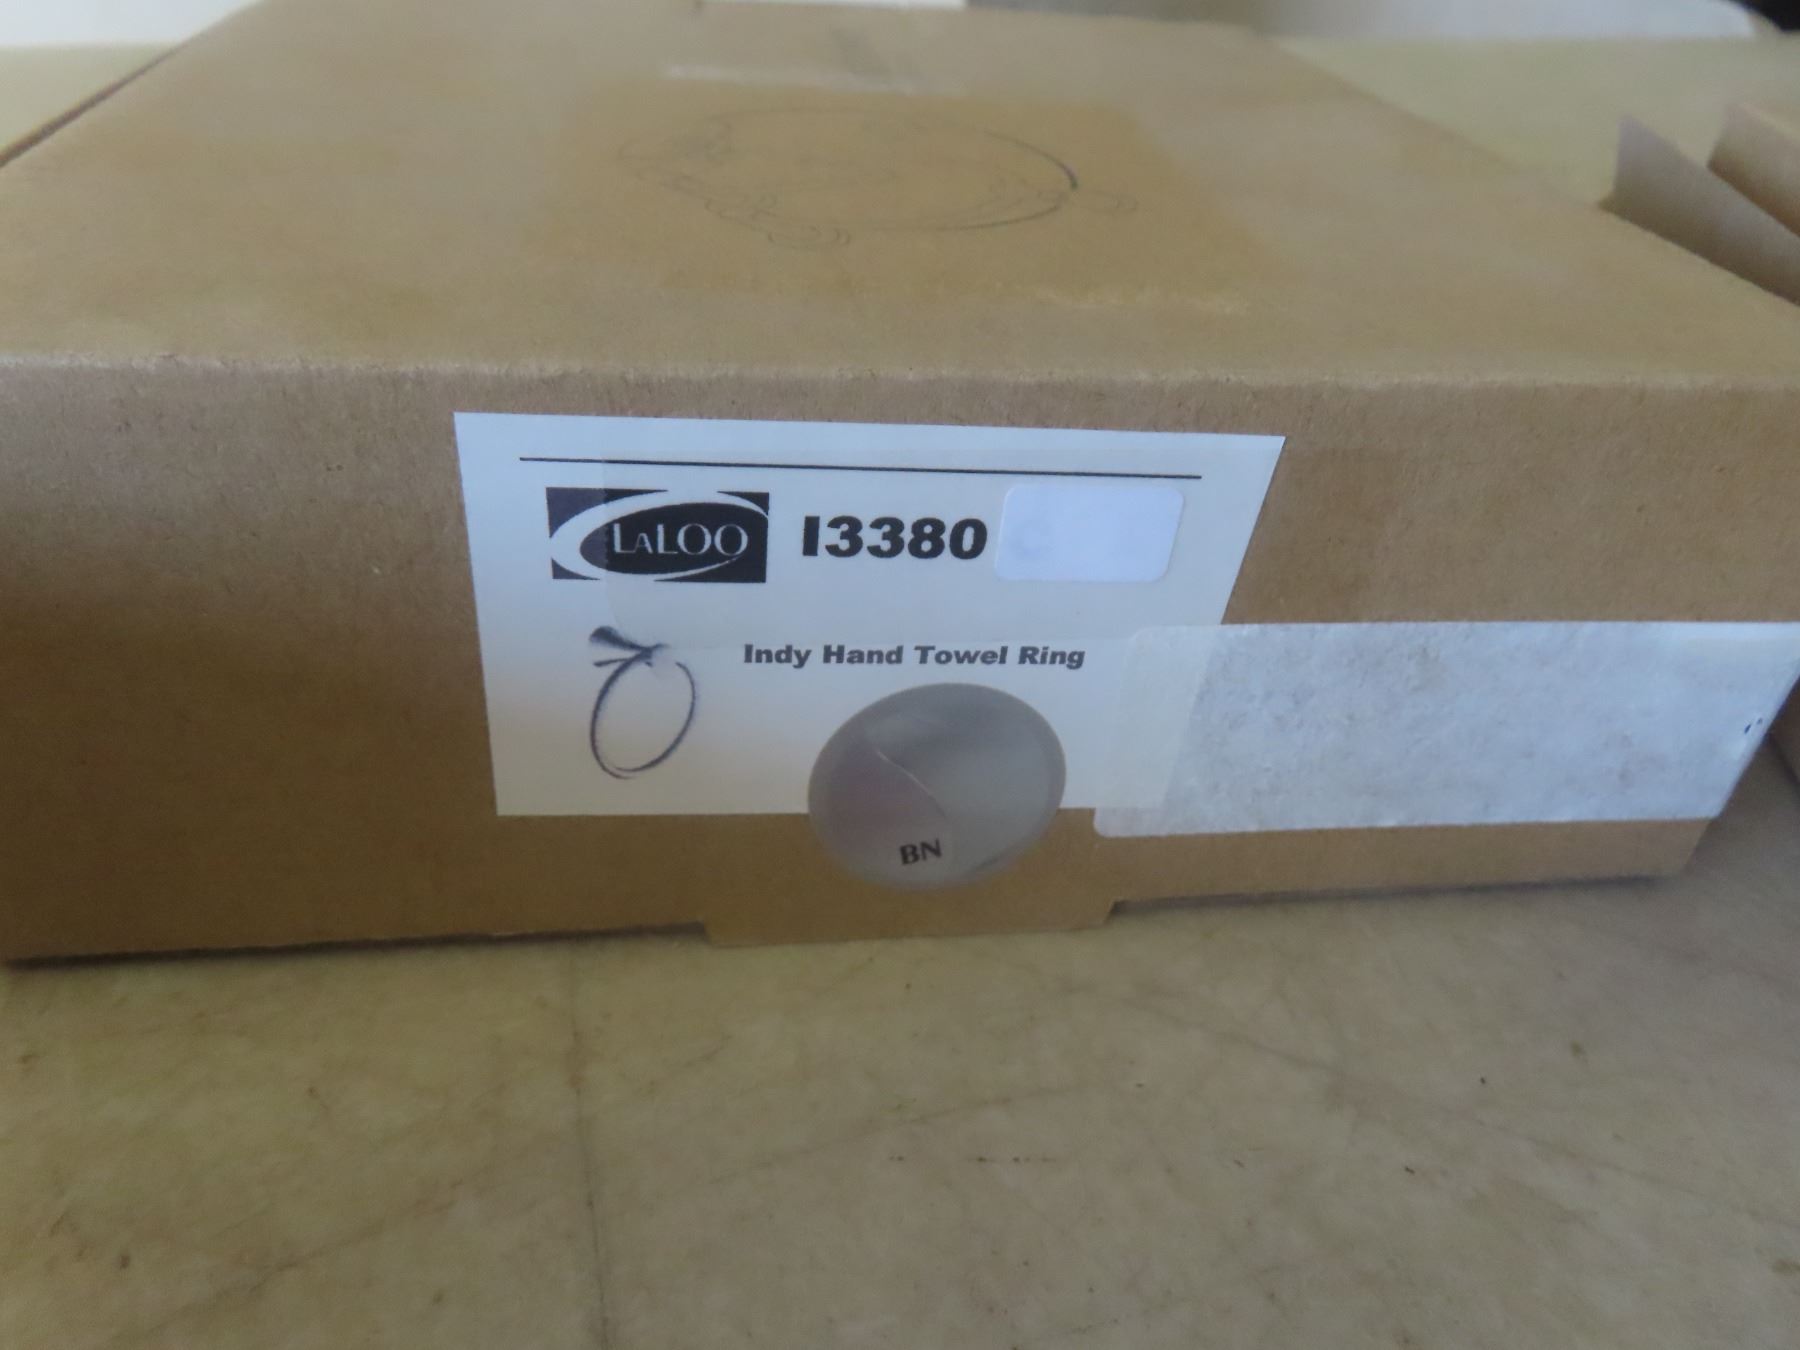 LALOO I3380
Indy Hand Towel Ring
BN